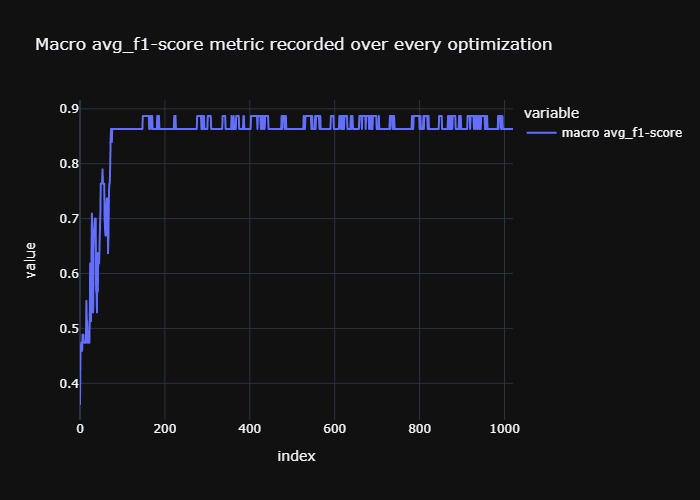 Macro avg_f1-score metric recorded over every optimization
variable
macro avg_f1-score
value
0.9
0.8
0.7
0.6
0.5
0.4
0
200
400
600
800
1000
index